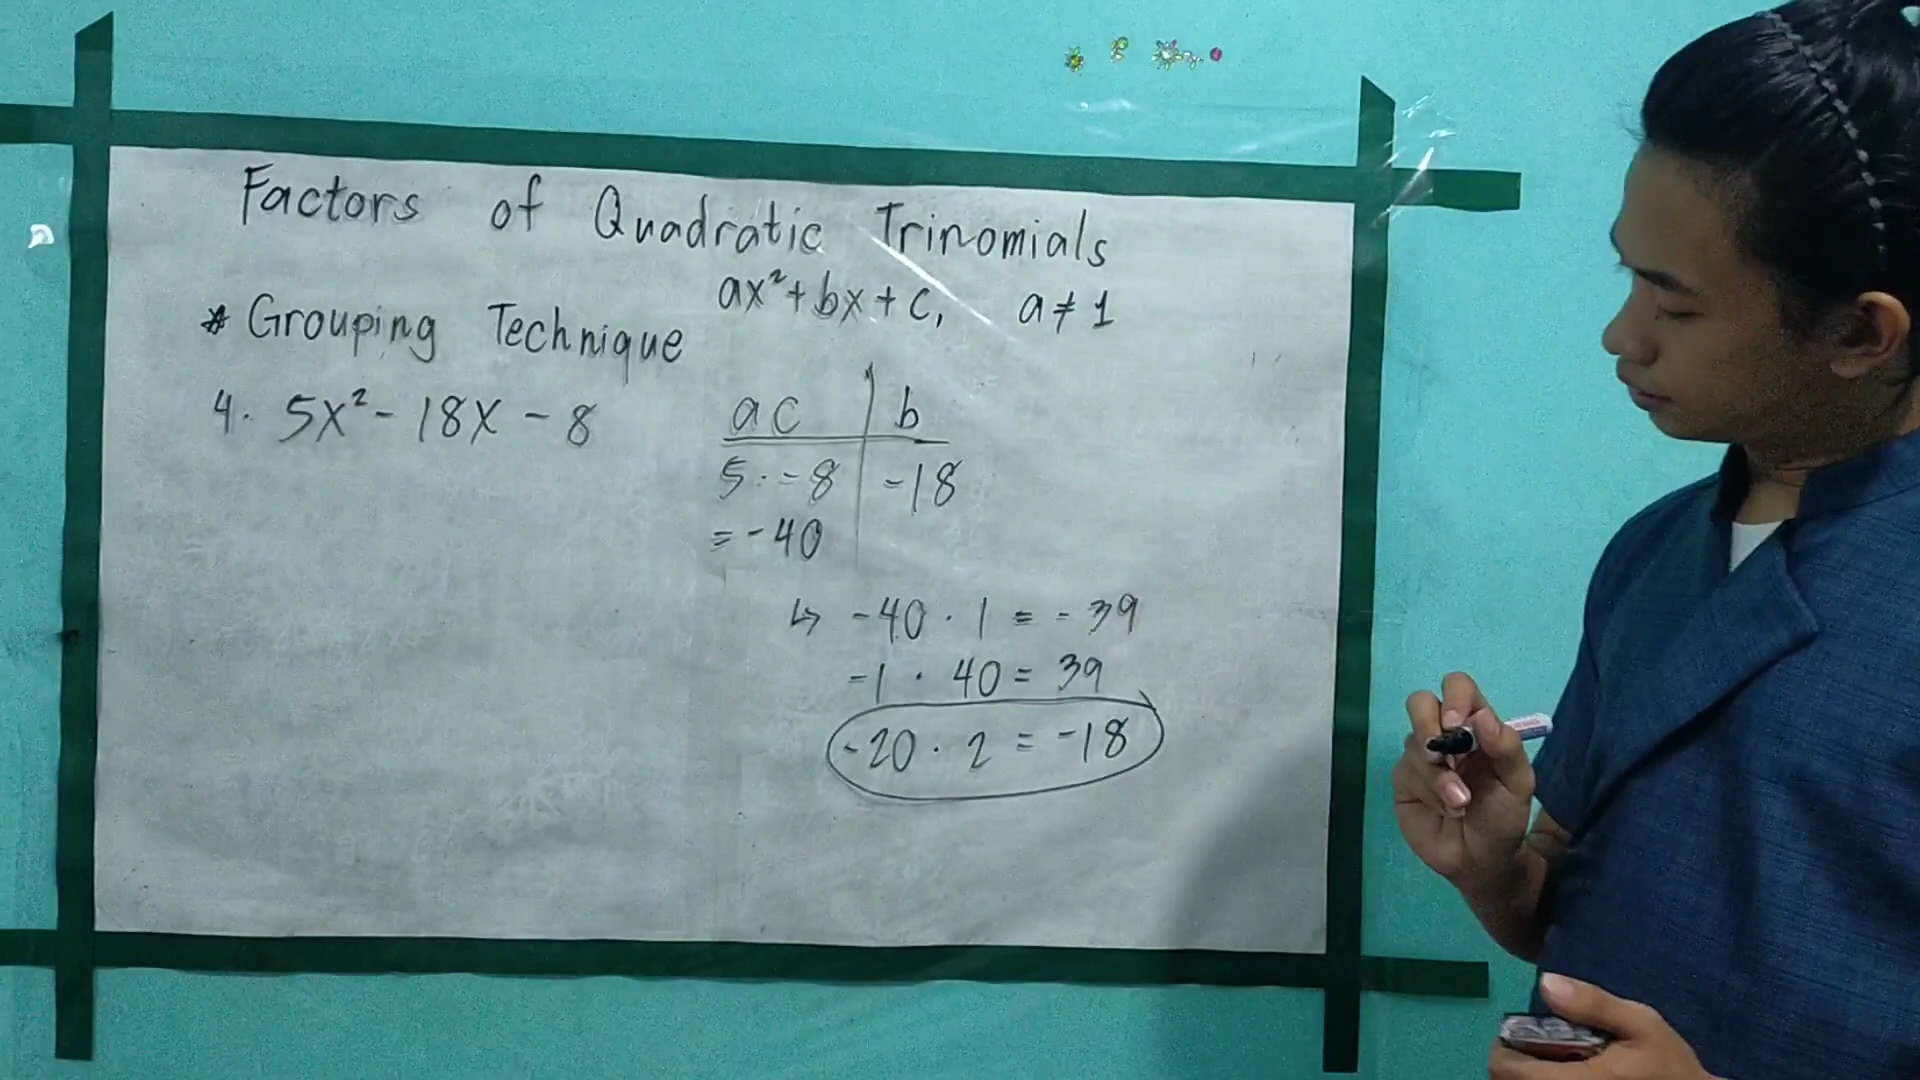 Factors of Quadratic Trinomials
ax²+bx+c, a≠1
* Grouping Technique
4. 5x² - 18x - 8
ac b
5·-8 -18
= -40
↳ -40 · 1 = -39
-1 · 40 = 39
-20 · 2 = -18